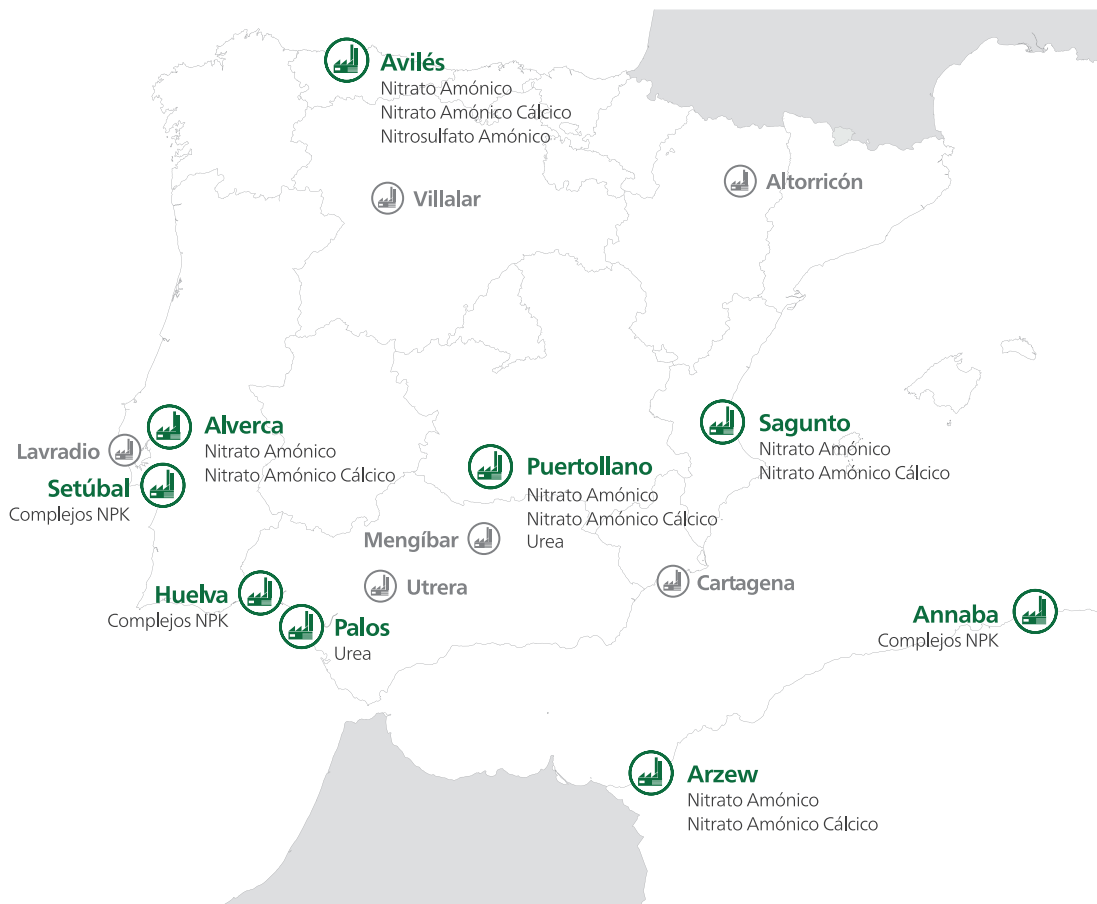 Avilés
Nitrato Amónico
Nitrato Amónico Cálcico
Nitrosulfato Amónico
Villalar
Altorricón
Alverca
Nitrato Amónico
Nitrato Amónico Cálcico
Lavradio
Setúbal
Complejos NPK
Puertollano
Nitrato Amónico
Nitrato Amónico Cálcico
Urea
Sagunto
Nitrato Amónico
Nitrato Amónico Cálcico
Mengíbar
Utrera
Cartagena
Huelva
Complejos NPK
Palos
Urea
Annaba
Complejos NPK
Arzew
Nitrato Amónico
Nitrato Amónico Cálcico